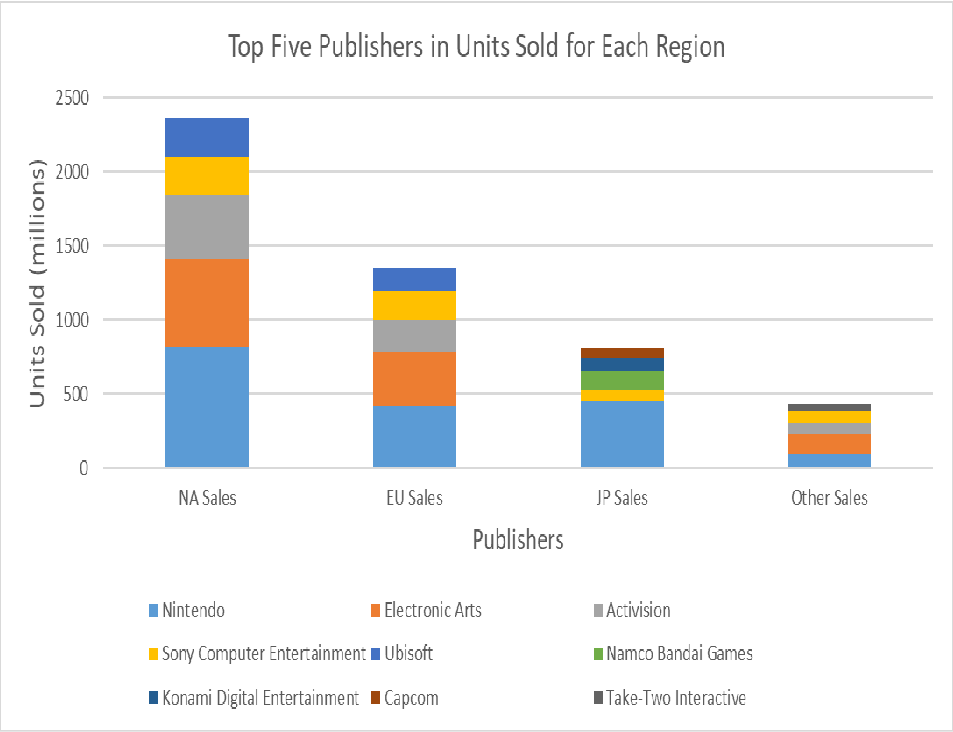 Top Five Publishers in Units Sold for Each Region
Units Sold (millions)
2500
2000
1500
1000
500
0
NA Sales EU Sales JP Sales Other Sales
Publishers
Nintendo Electronic Arts Activision
Sony Computer Entertainment Ubisoft Namco Bandai Games
Konami Digital Entertainment Capcom Take-Two Interactive